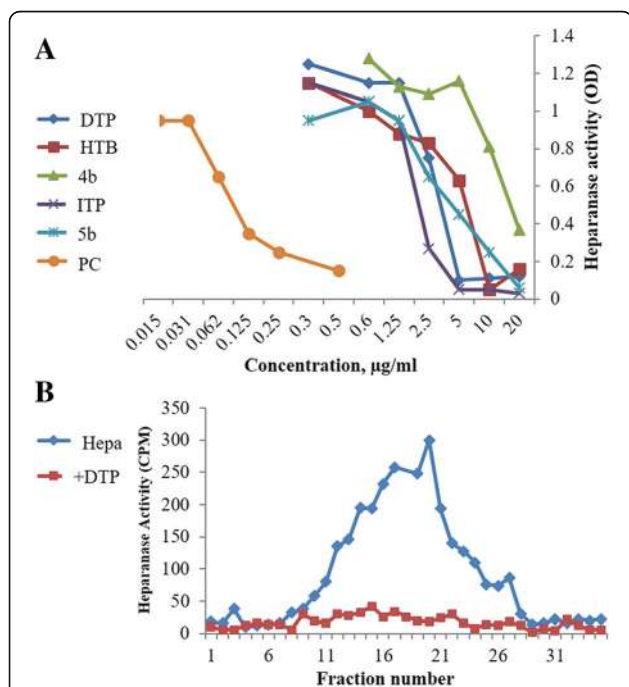 A
DTP
HTB
4b
ITP
5b
PC
1.4
1.2
1
0.8
0.6
0.4
0.2
0
Heparanase activity (OD)
0.015 0.031 0.062 0.125 0.25 0.3 0.5 0.6 1.25 2.5 5 10 20
Concentration, µg/ml
B
Hepa
+DTP
Heparanase Activity (CPM)
350
300
250
200
150
100
50
0
1 6 11 16 21 26 31
Fraction number